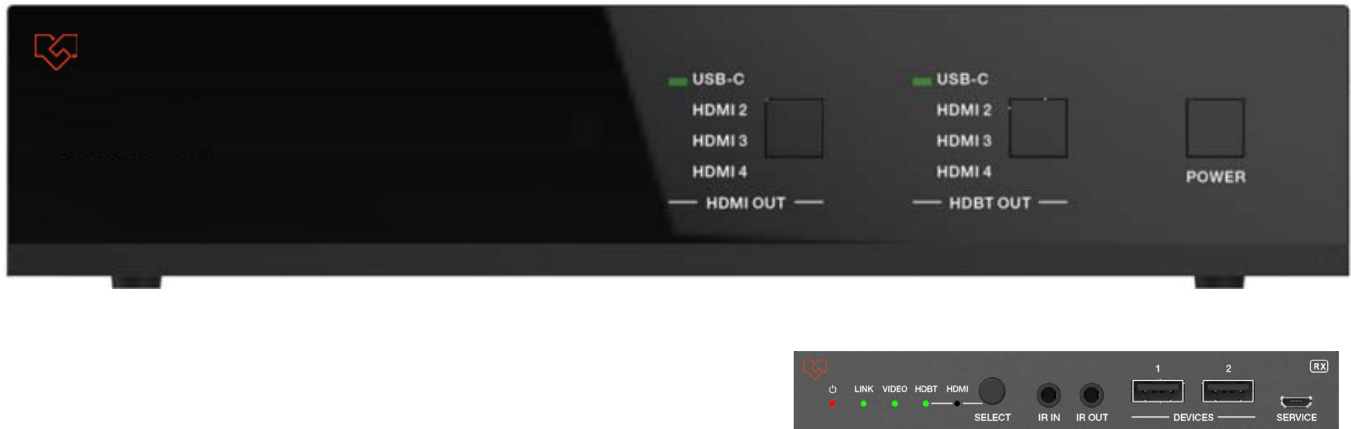 USB-C
HDMI 2
HDMI 3
HDMI 4
HDMI OUT
USB-C
HDMI 2
HDMI 3
HDMI 4
HDBT OUT
POWER
1 2 RX
LINK VIDEO HDBT HDMI
SELECT IR IN IR OUT DEVICES SERVICE